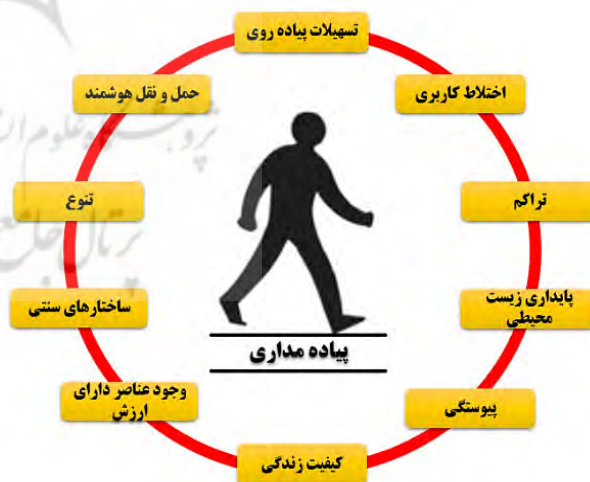 تسهیلات پیاده روی
اختلاط کاربری
تراکم
پایداری زیست
محیطی
پیوستگی
کیفیت زندگی
وجود عناصر دارای
ارزش
ساختارهای سنتی
تنوع
حمل و نقل هوشمند
پیاده مداری